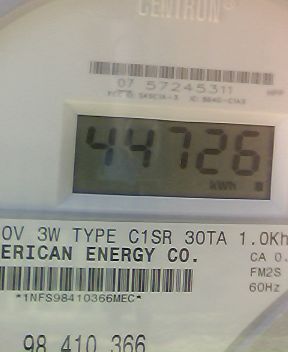 CENTRON®
07 57245311
44726
kWh
0V 3W TYPE C1SR 30TA 1.0Kh
ERICAN ENERGY CO.
CA 0.
FM2S
60Hz
*1NFS98410366MEC*
98 410 366